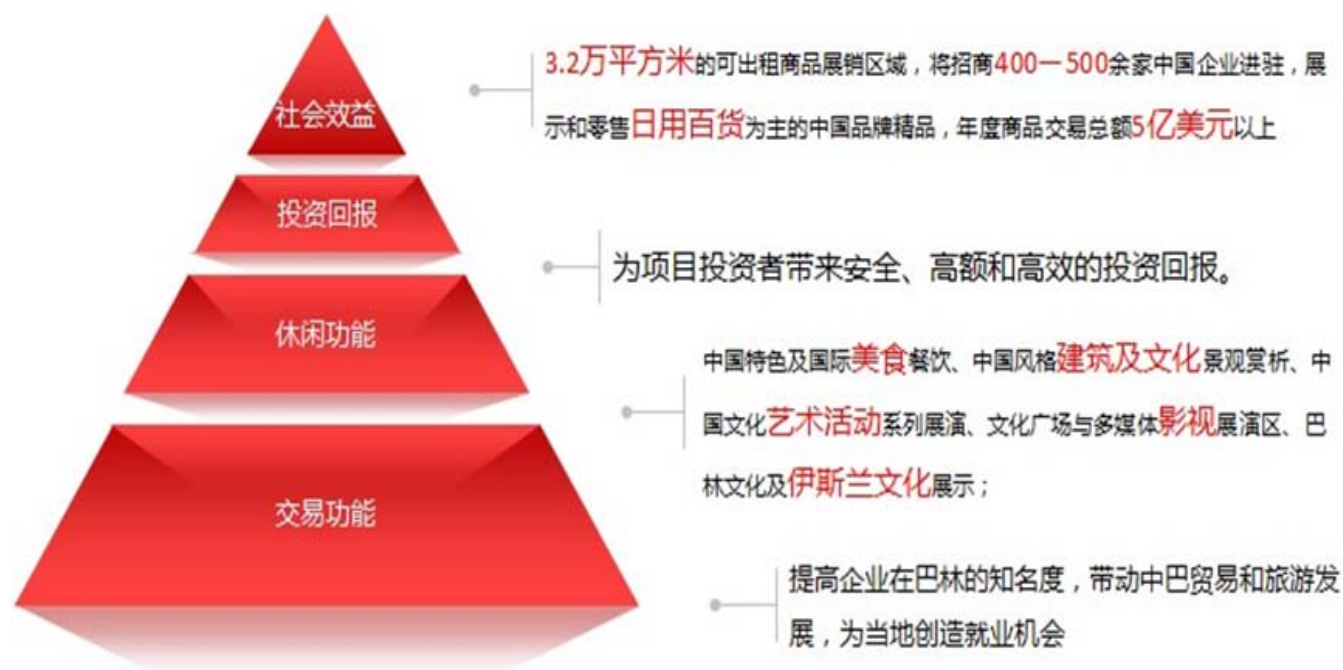 社会效益
3.2万平方米的可出租商品展销区域，将招商400一500余家中国企业进驻，展
示和零售日用百货为主的中国品牌精品，年度商品交易总额5亿美元以上
投资回报
为项目投资者带来安全、高额和高效的投资回报。
休闲功能
中国特色及国际美食餐饮、中国风格建筑及文化景观赏析、中
国文化艺术活动系列展演、文化广场与多媒体影视展演区、巴
林文化及伊斯兰文化展示；
交易功能
提高企业在巴林的知名度，带动中巴贸易和旅游发
展，为当地创造就业机会